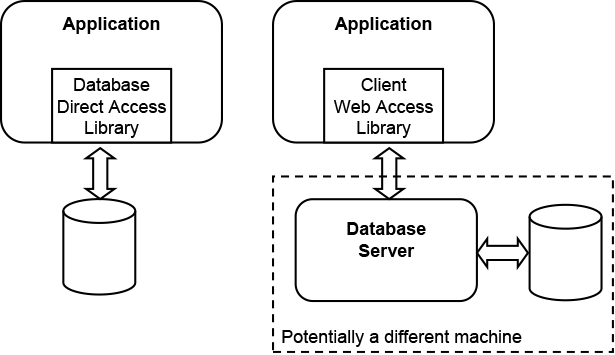 Application
Database
Direct Access
Library
Application
Client
Web Access
Library
Database
Server
Potentially a different machine